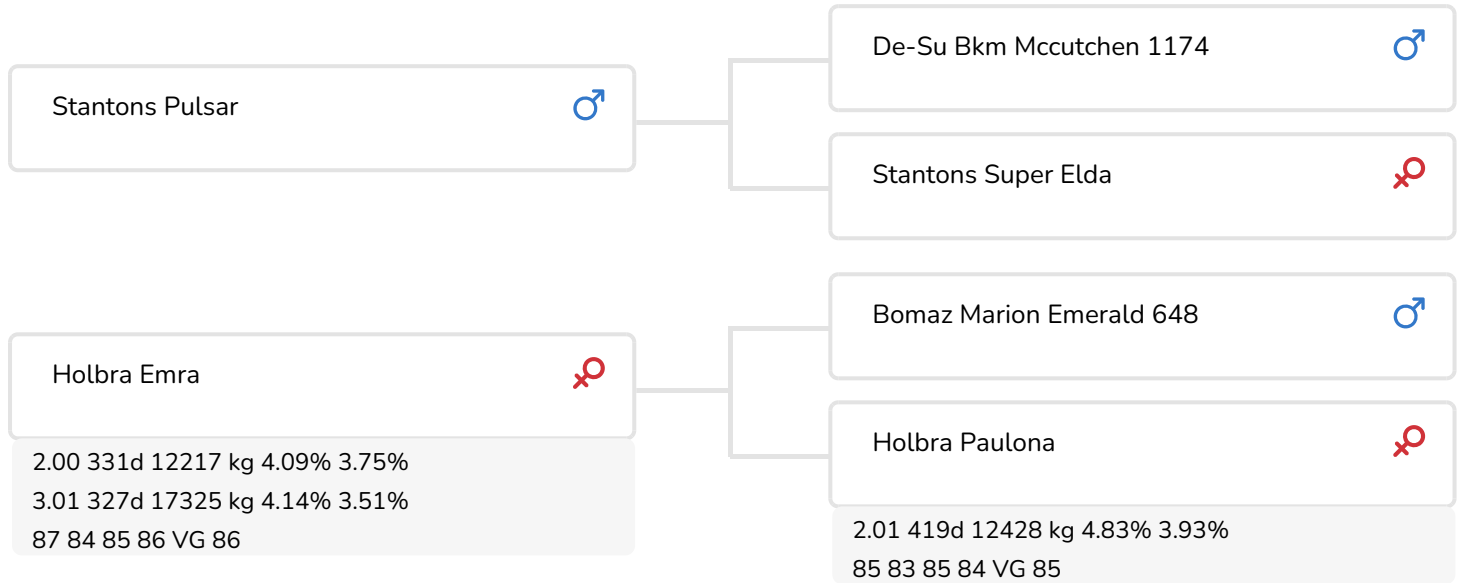 Stantons Pulsar
De-Su Bkm Mccutchen 1174
Stantons Super Elda
Holbra Emra
2.00 331d 12217 kg 4.09% 3.75%
3.01 327d 17325 kg 4.14% 3.51%
87 84 85 86 VG 86
Bomaz Marion Emerald 648
Holbra Paulona
2.01 419d 12428 kg 4.83% 3.93%
85 83 85 84 VG 85